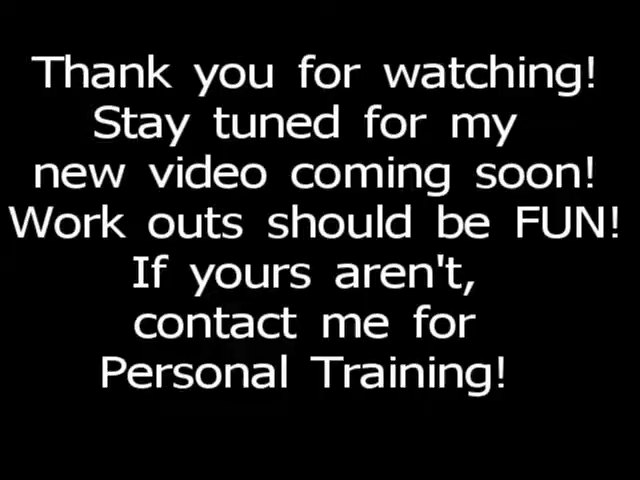 Thank you for watching!
Stay tuned for my
new video coming soon!
Work outs should be FUN!
If yours aren't,
contact me for
Personal Training!